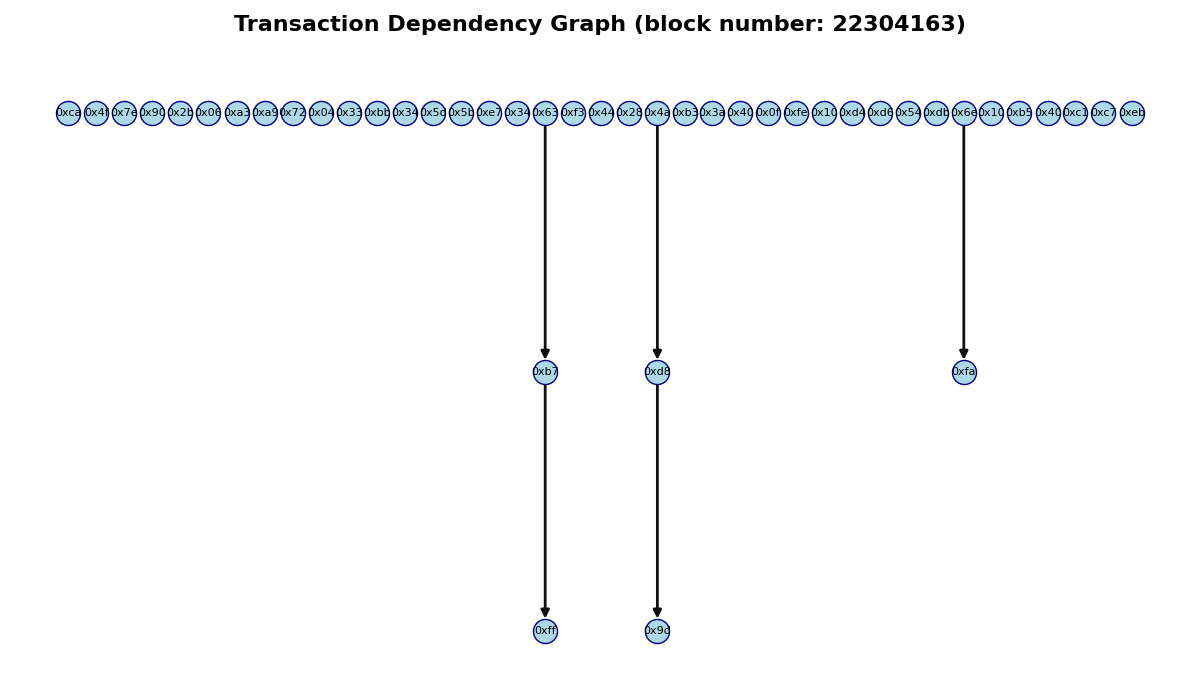 Transaction Dependency Graph (block number: 22304163)
0xca 0x4f 0x7e 0x90 0x2b 0x06 0xa3 0xa9 0x72 0x04 0x33 0xbb 0x34 0x5d 0x5b 0xe7 0x34 0x63 0xf3 0x44 0x28 0x4a 0xb3 0x3a 0x40 0x0f 0xfe 0x10 0xd4 0xd6 0x54 0xdb 0x6e 0x10 0xb5 0x40 0xc1 0xc7 0xeb
0xb7 0xd8 0xfa
0xff 0x9d